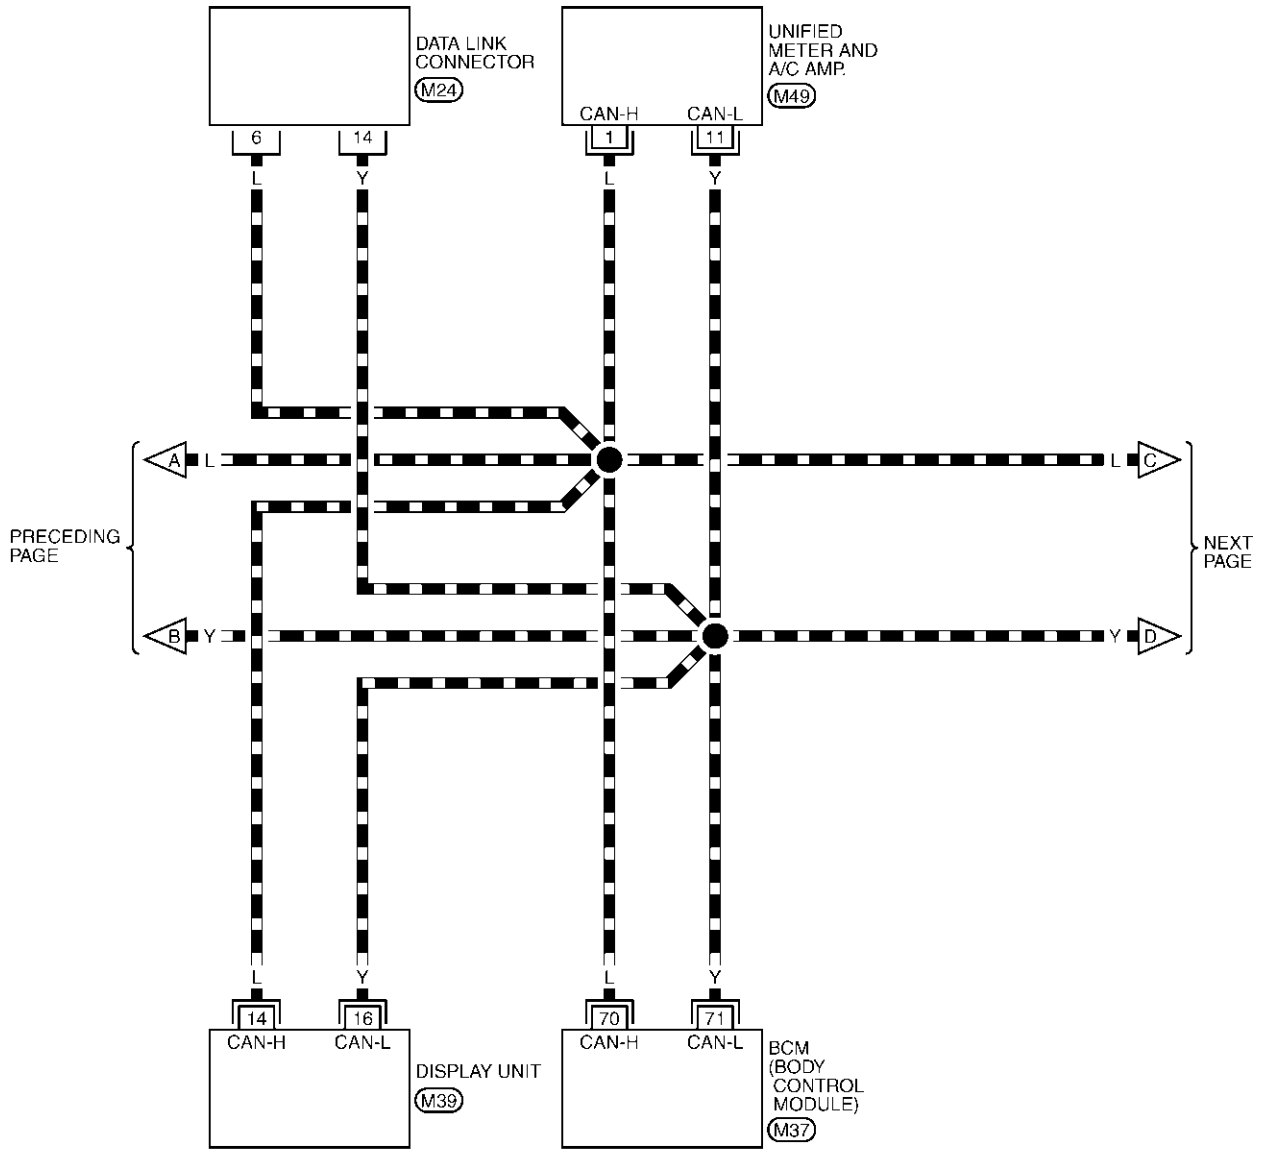 DATA LINK
CONNECTOR
M24
UNIFIED
METER AND
A/C AMP.
M49
CAN-H
CAN-L
6
14
1
11
L
Y
L
Y
A
L
L
C
PRECEDING
PAGE
NEXT
PAGE
B
Y
Y
D
L
Y
L
Y
14
16
70
71
CAN-H
CAN-L
CAN-H
CAN-L
DISPLAY UNIT
M39
BCM
(BODY
CONTROL
MODULE)
M37